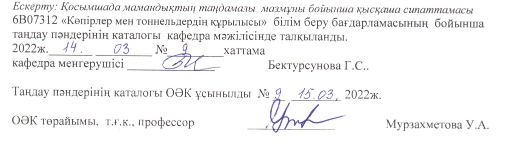 Ескерту: Қосымшада мамандықтың таңдамалы мазмұны бойынша қысқаша сипаттамасы
6В07312 «Көпірлер мен тоннельдердің құрылысы» білім беру бағдарламасының бойынша
таңдау пәндерінің каталогы кафедра мәжілісінде талқыланды.
2022ж. 14. 03 № 9 хаттама
кафедра менгерушісі Бектурсунова Г.С..
Таңдау пәндерінің каталогы ОӘК ұсынылды № 9 15.03. 2022ж.
ОӘК төрайымы, т.ғ.к., профессор Мурзахметова У.А.